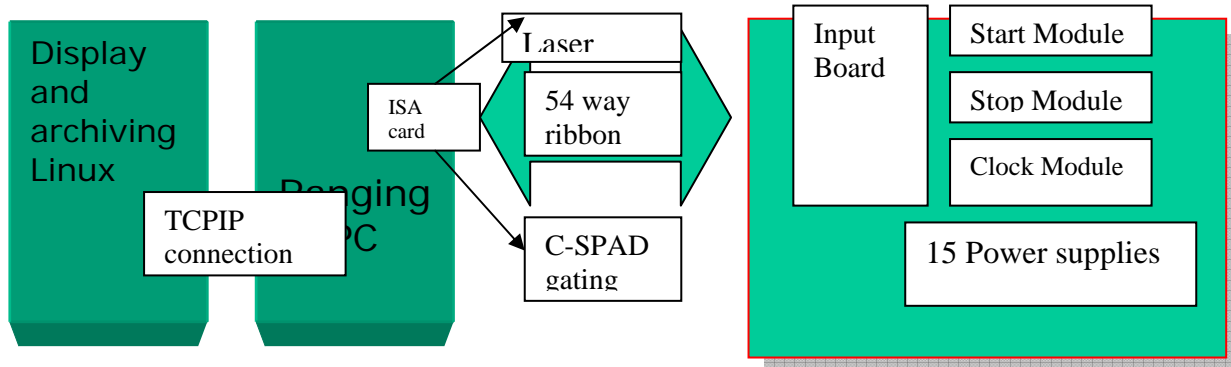 Display
and
archiving
Linux
TCPIP
connection
Ranging
PC
ISA
card
Laser
54 way
ribbon
C-SPAD
gating
Input
Board
Start Module
Stop Module
Clock Module
15 Power supplies